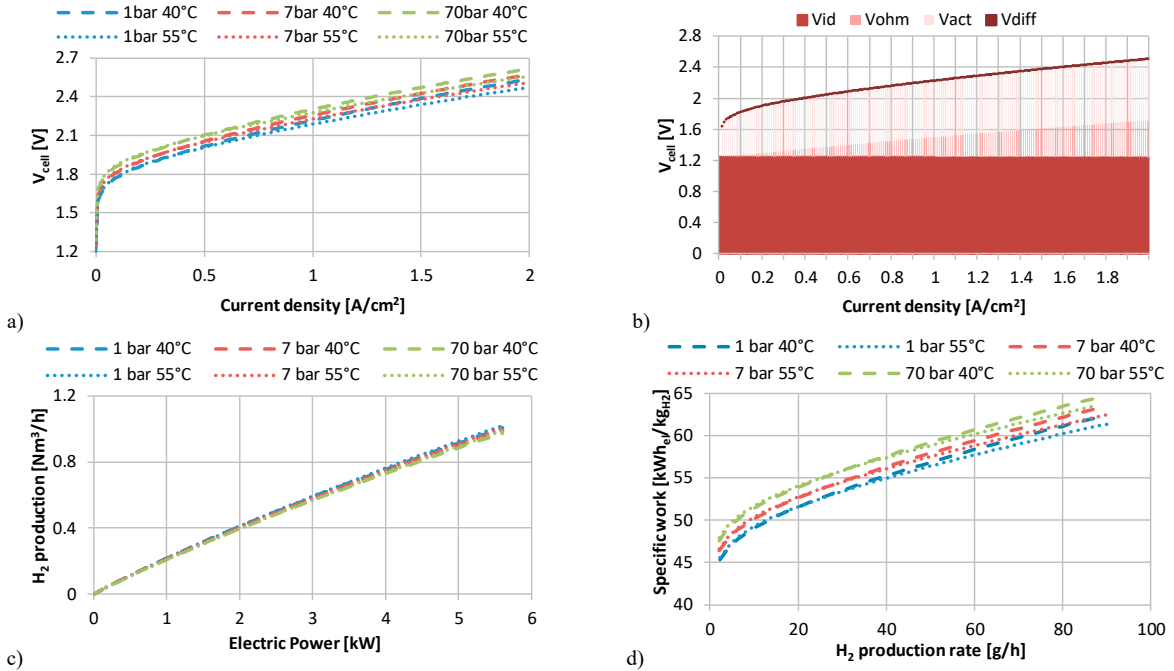 1bar 40°C 7bar 40°C 70bar 40°C
1bar 55°C 7bar 55°C 70bar 55°C
2.7
2.4
2.1
1.8
1.5
1.2
V_cell [V]
0 0.5 1 1.5 2
Current density [A/cm²]
a)
Vid Vohm Vact Vdiff
2.8
2.4
2
1.6
1.2
0.8
0.4
0
V_cell [V]
0 0.2 0.4 0.6 0.8 1 1.2 1.4 1.6 1.8
Current density [A/cm²]
b)
1 bar 40°C 7 bar 40°C 70 bar 40°C
1 bar 55°C 7 bar 55°C 70 bar 55°C
1.2
0.8
0.4
0
H₂ production [Nm³/h]
0 1 2 3 4 5 6
Electric Power [kW]
c)
1 bar 40°C 1 bar 55°C 7 bar 40°C
7 bar 55°C 70 bar 40°C 70 bar 55°C
65
60
55
50
45
40
Specific work [kWh_el/kg_H2]
0 20 40 60 80 100
H₂ production rate [g/h]
d)